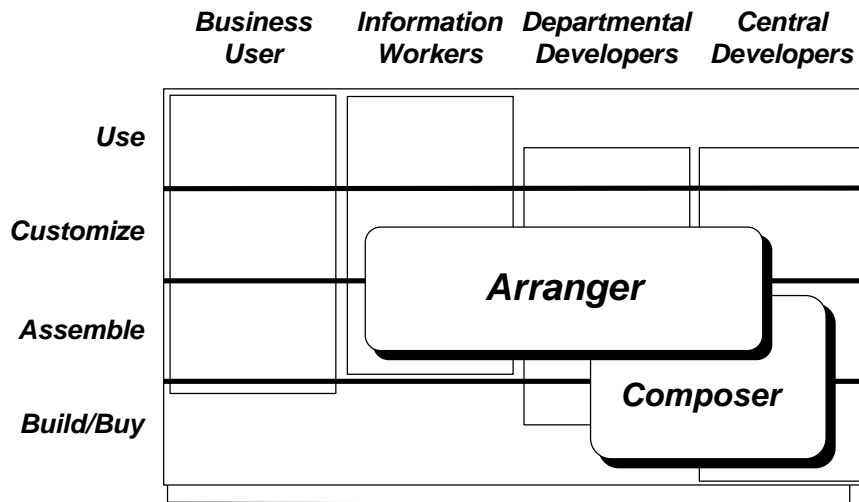 Business User
Information Workers
Departmental Developers
Central Developers
Use
Customize
Arranger
Assemble
Composer
Build/Buy